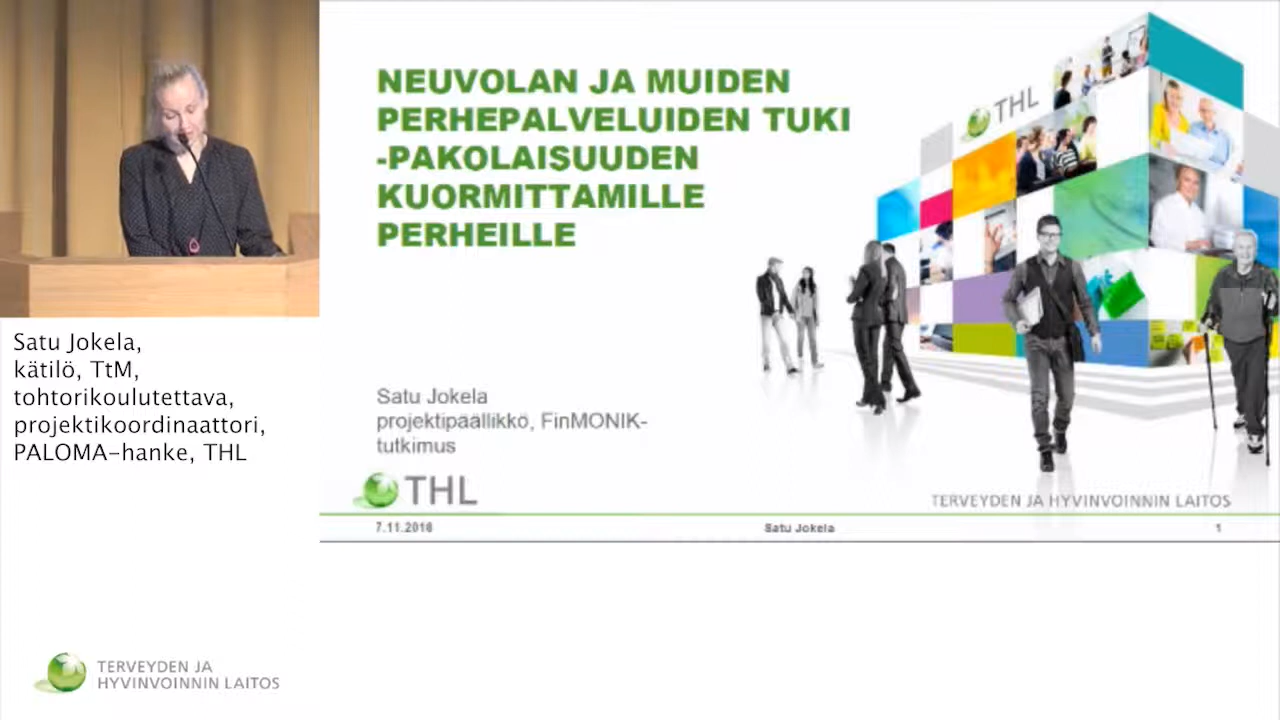 NEUVOLAN JA MUIDEN
PERHEPALVELUIDEN TUKI
-PAKOLAISUUDEN
KUORMITTAMILLE
PERHEILLE
THL
Satu Jokela,
kätilö, TtM,
tohtorikoulutettava,
projektikoordinaattori,
PALOMA-hanke, THL
Satu Jokela
projektipäällikkö, FinMONIK-
tutkimus
THL
TERVEYDEN JA HYVINVOINNIN LAITOS
7.11.2016
Satu Jokela
1
TERVEYDEN JA
HYVINVOINNIN LAITOS